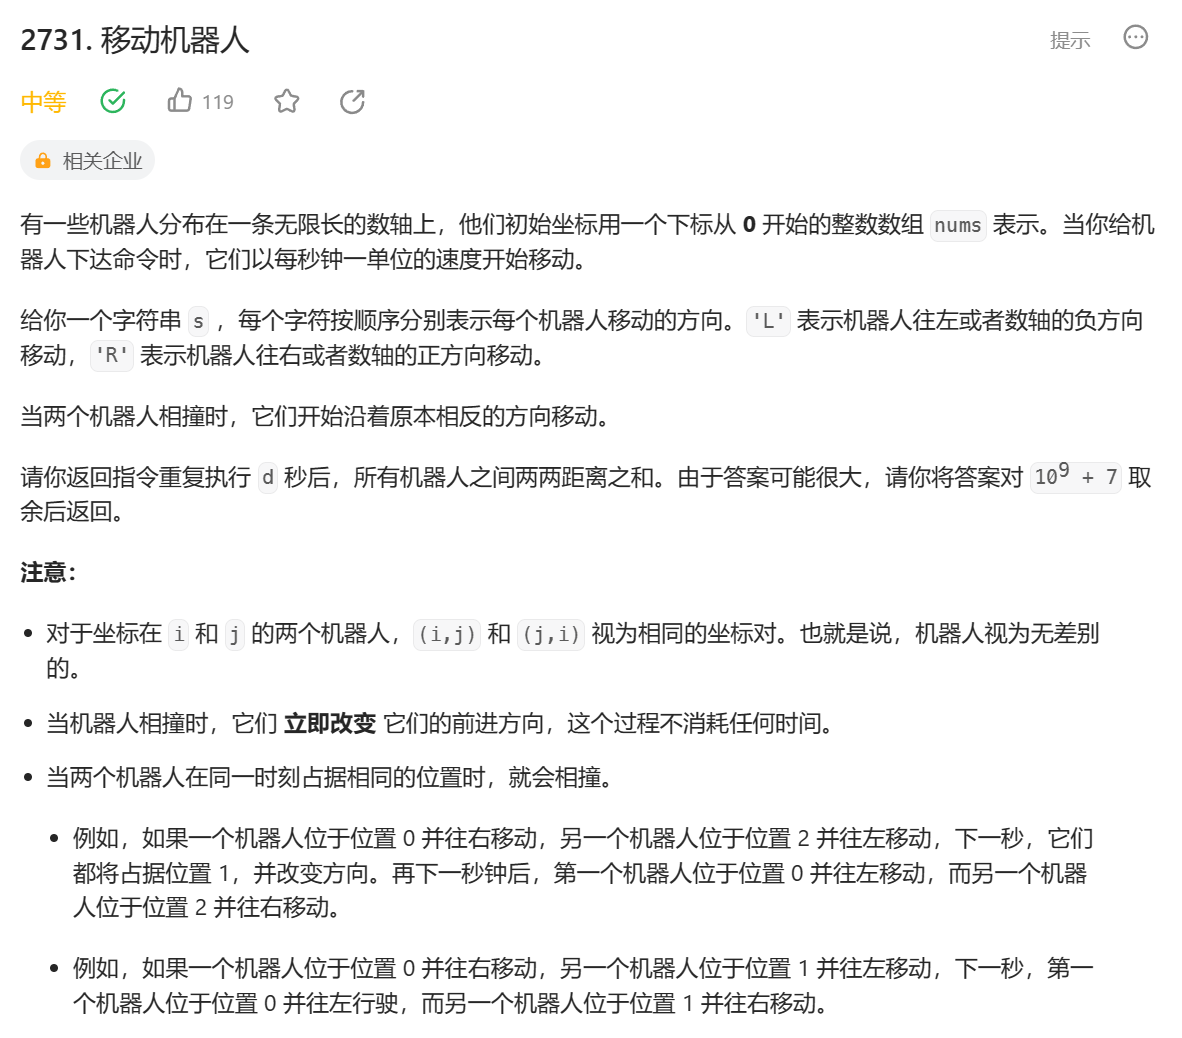 2731. 移动机器人
提示
中等
119
相关企业
有一些机器人分布在一条无限长的数轴上，他们初始坐标用一个下标从 0 开始的整数数组 nums 表示。当你给机
器人下达命令时，它们以每秒钟一单位的速度开始移动。
给你一个字符串 s ，每个字符按顺序分别表示每个机器人移动的方向。'L' 表示机器人往左或者数轴的负方向
移动，'R' 表示机器人往右或者数轴的正方向移动。
当两个机器人相撞时，它们开始沿着原本相反的方向移动。
请你返回指令重复执行 d 秒后，所有机器人之间两两距离之和。由于答案可能很大，请你将答案对 10⁹ + 7 取
余后返回。
注意：
对于坐标在 i 和 j 的两个机器人，(i,j) 和 (j,i) 视为相同的坐标对。也就是说，机器人视为无差别
的。
当机器人相撞时，它们 立即改变 它们的前进方向，这个过程不消耗任何时间。
当两个机器人在同一时刻占据相同的位置时，就会相撞。
例如，如果一个机器人位于位置 0 并往右移动，另一个机器人位于位置 2 并往左移动，下一秒，它们
都将占据位置 1，并改变方向。再下一秒钟后，第一个机器人位于位置 0 并往左移动，而另一个机器
人位于位置 2 并往右移动。
例如，如果一个机器人位于位置 0 并往右移动，另一个机器人位于位置 1 并往左移动，下一秒，第一
个机器人位于位置 0 并往左行驶，而另一个机器人位于位置 1 并往右移动。